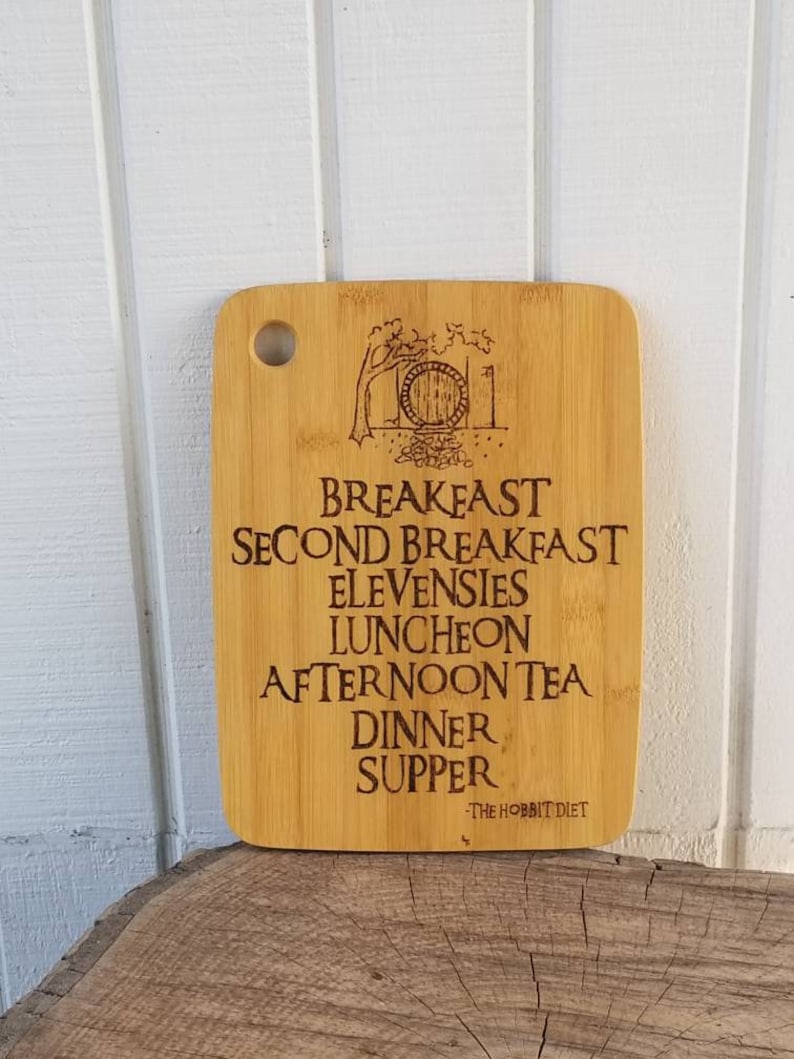 BREAKFAST
SECOND BREAKFAST
ELEVENSIES
LUNCHEON
AFTERNOON TEA
DINNER
SUPPER
-THE HOBBIT DIET